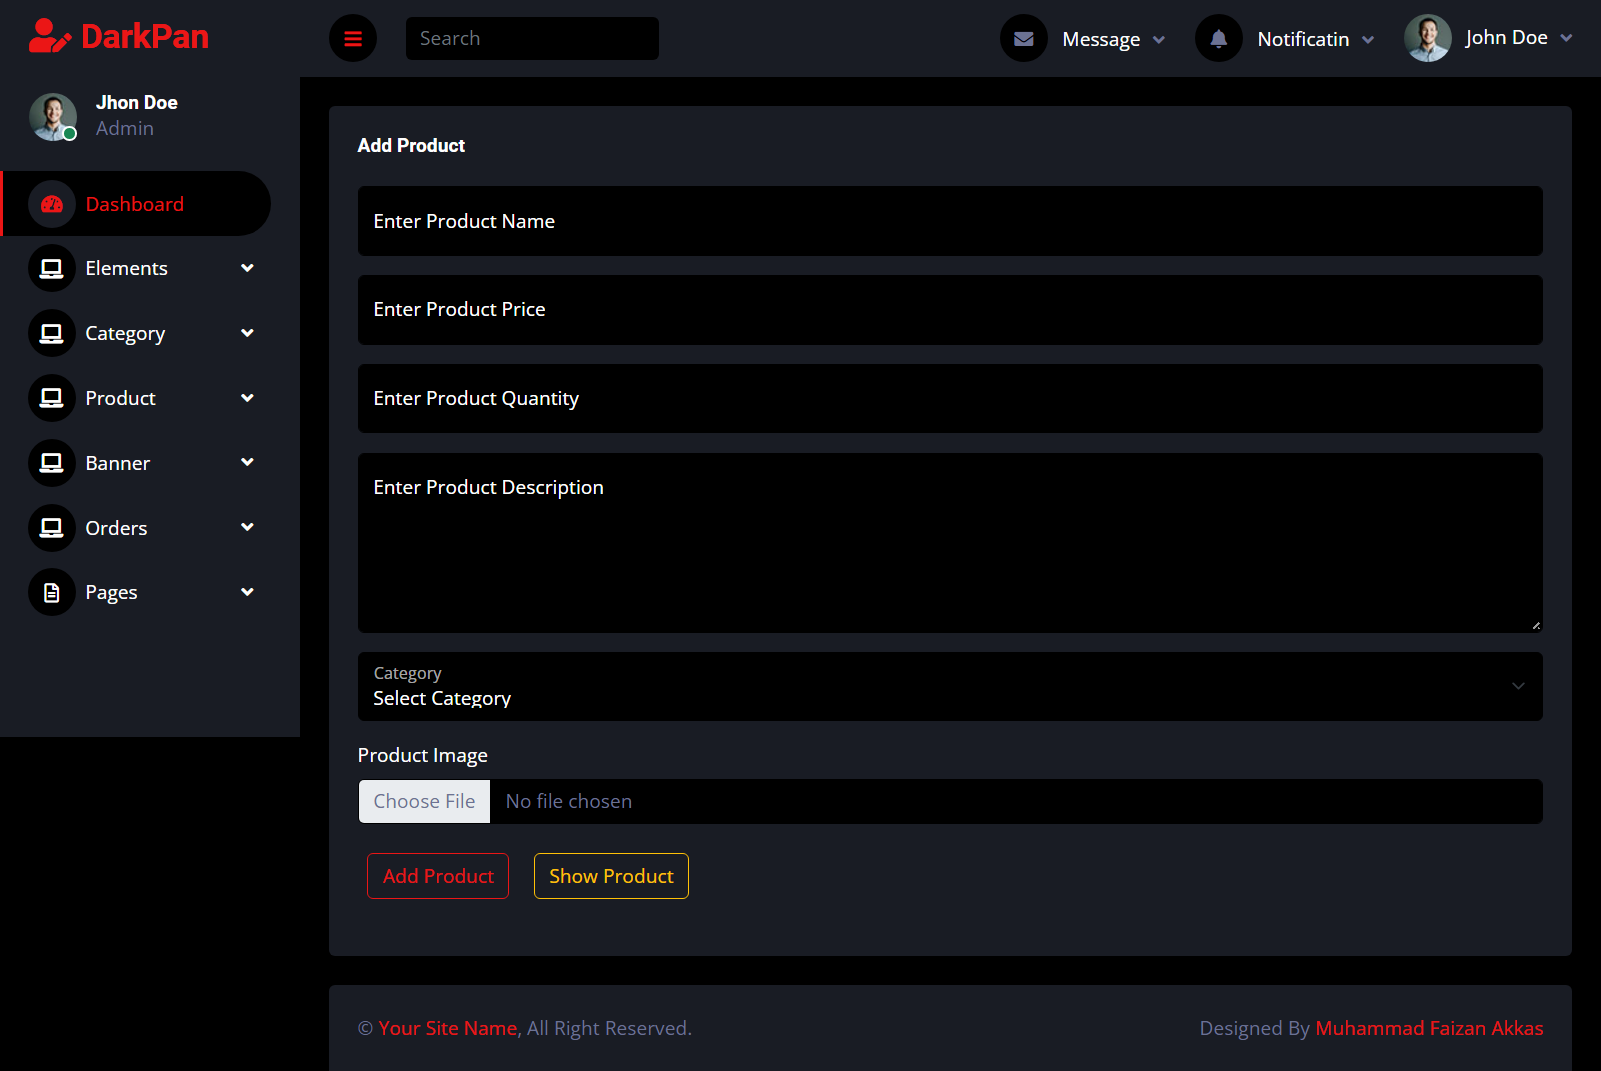 DarkPan
Search
Message
Notificatin
John Doe
Jhon Doe
Admin
Dashboard
Elements
Category
Product
Banner
Orders
Pages
Add Product
Enter Product Name
Enter Product Price
Enter Product Quantity
Enter Product Description
Category
Select Category
Product Image
Choose File No file chosen
Add Product Show Product
© Your Site Name, All Right Reserved.
Designed By Muhammad Faizan Akkas